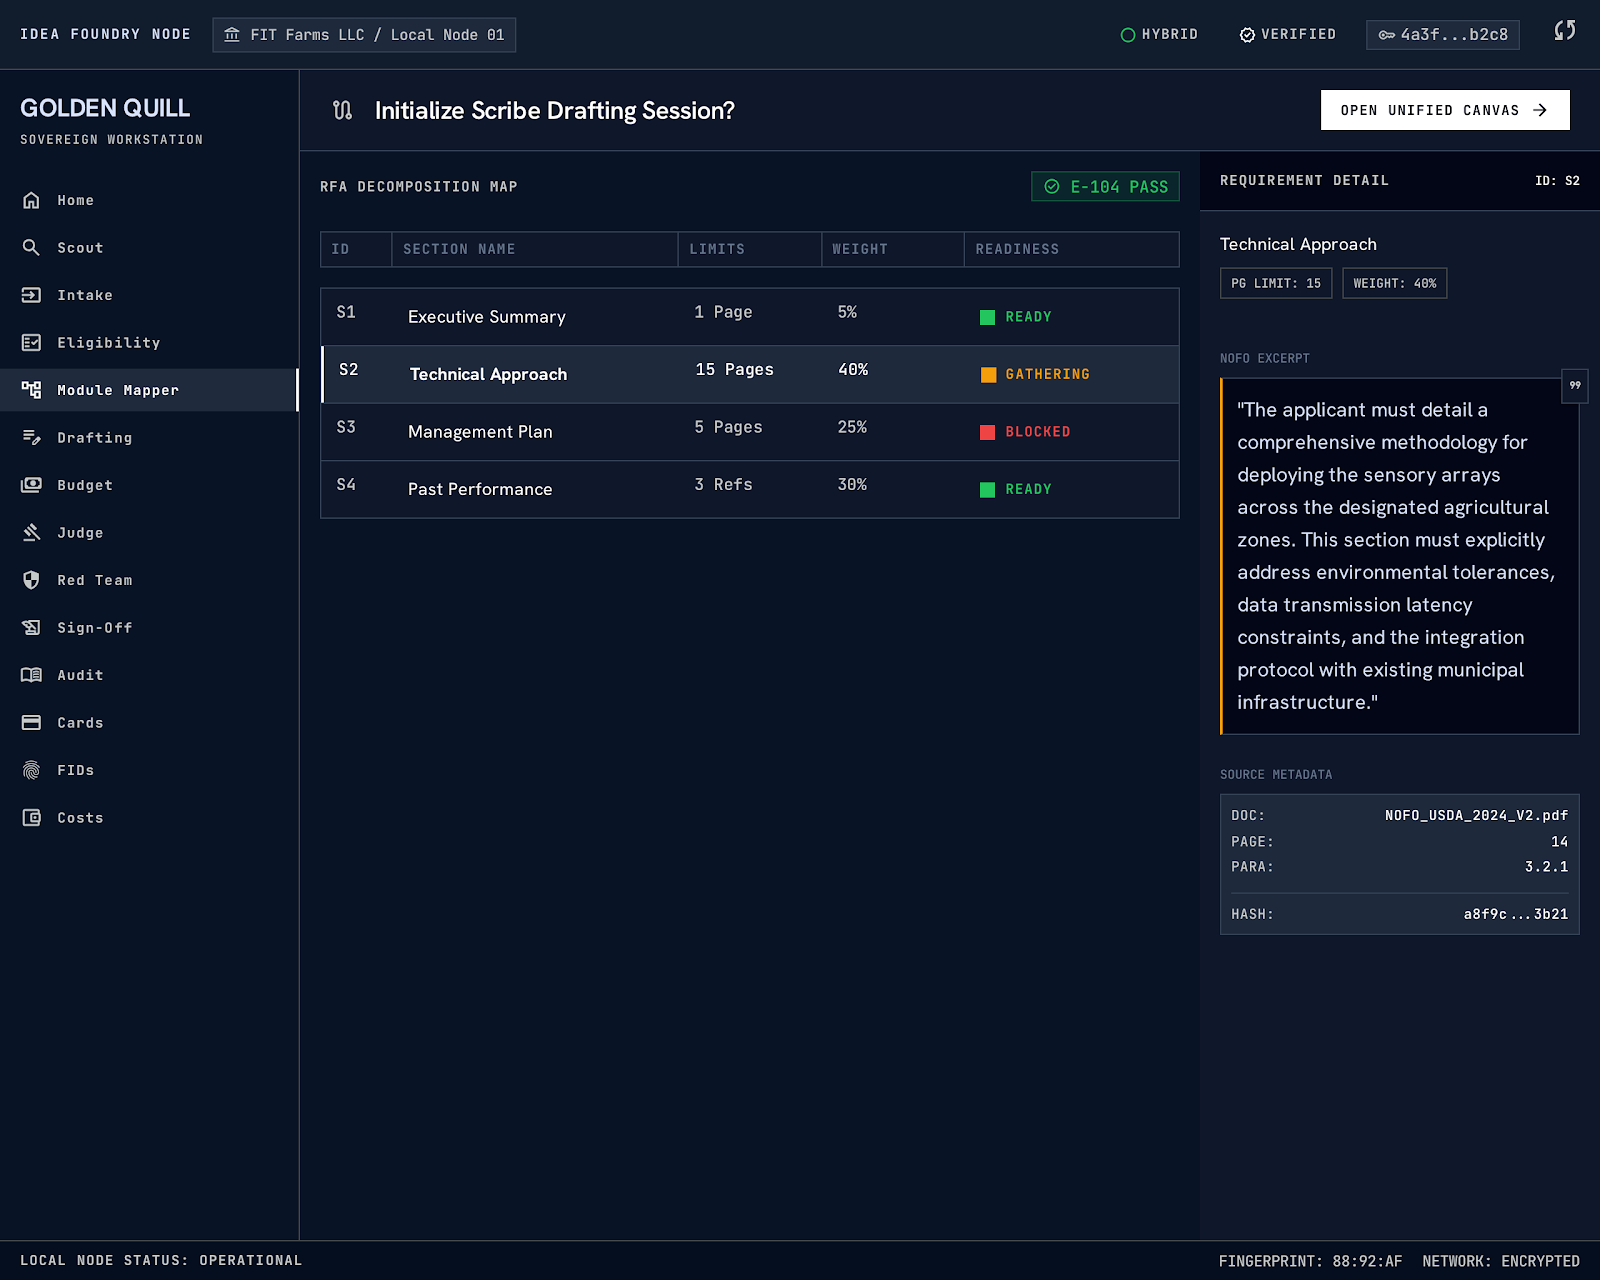 IDEA FOUNDRY NODE
FIT Farms LLC / Local Node 01
HYBRID
VERIFIED
4a3f...b2c8
GOLDEN QUILL
SOVEREIGN WORKSTATION
Home
Scout
Intake
Eligibility
Module Mapper
Drafting
Budget
Judge
Red Team
Sign-Off
Audit
Cards
FIDs
Costs
Initialize Scribe Drafting Session?
OPEN UNIFIED CANVAS
RFA DECOMPOSITION MAP
E-104 PASS
ID SECTION NAME LIMITS WEIGHT READINESS
S1 Executive Summary 1 Page 5% READY
S2 Technical Approach 15 Pages 40% GATHERING
S3 Management Plan 5 Pages 25% BLOCKED
S4 Past Performance 3 Refs 30% READY
REQUIREMENT DETAIL ID: S2
Technical Approach
PG LIMIT: 15 WEIGHT: 40%
NOFO EXCERPT
"The applicant must detail a
comprehensive methodology for
deploying the sensory arrays
across the designated agricultural
zones. This section must explicitly
address environmental tolerances,
data transmission latency
constraints, and the integration
protocol with existing municipal
infrastructure."
SOURCE METADATA
DOC: NOFO_USDA_2024_V2.pdf
PAGE: 14
PARA: 3.2.1
HASH: a8f9c...3b21
LOCAL NODE STATUS: OPERATIONAL
FINGERPRINT: 88:92:AF NETWORK: ENCRYPTED